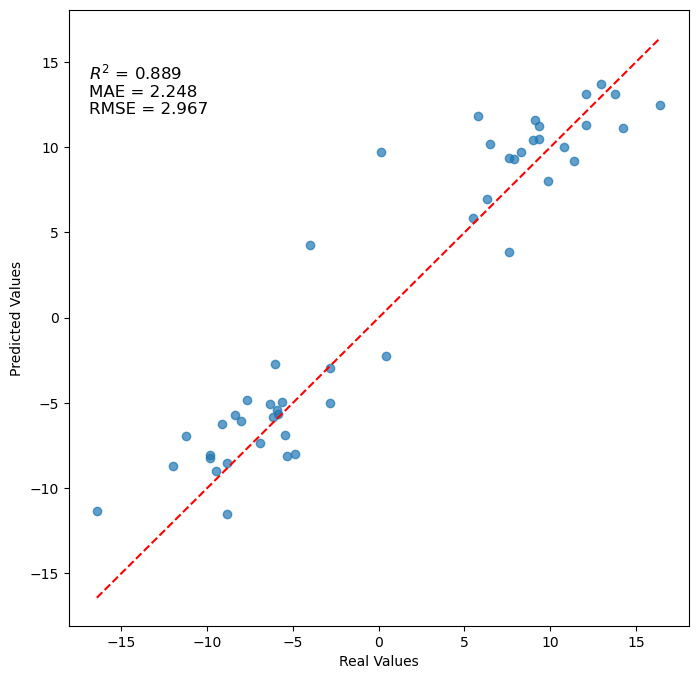 R² = 0.889
MAE = 2.248
RMSE = 2.967
15
10
5
0
−5
−10
−15
Predicted Values
−15 −10 −5 0 5 10 15
Real Values